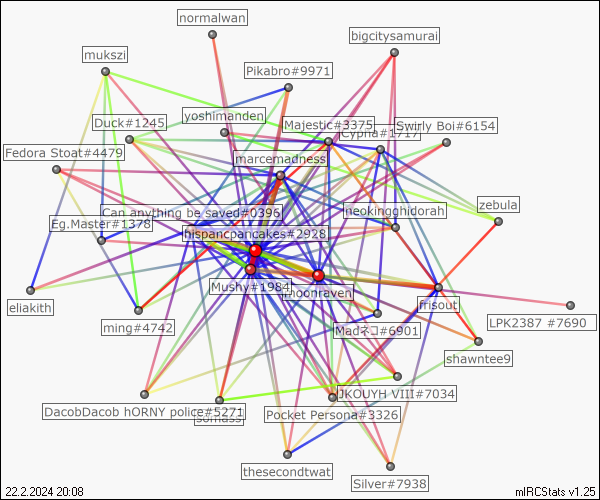 normalwan
bigcitysamurai
mukszi
Pikabro#9971
yoshimanden
Duck#1245
Majestic#3375
Swirly Boi#6154
Fedora Stoat#4479
marcemadness
zebula
neokingghidorah
Can anything be saved#0396
Eg.Master#1378
hispancpancakes#2928
Mushy#1984
moonraven
frisout
eliakith
ming#4742
LPK2387 #7690
Madネコ#6901
shawntee9
JKOUYH VIII#7034
DacobDacob hORNY police#5271
Pocket Persona#3326
thesecondtwat
Silver#7938
22.2.2024 20:08
mIRCStats v1.25